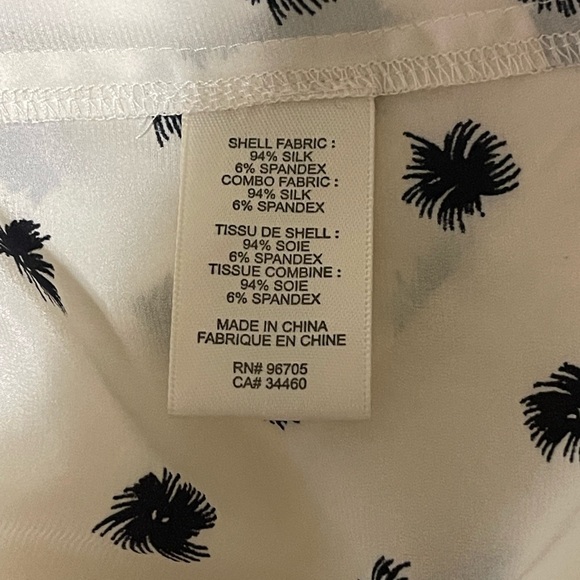 SHELL FABRIC :
94% SILK
6% SPANDEX
COMBO FABRIC :
94% SILK
6% SPANDEX
TISSU DE SHELL :
94% SOIE
6% SPANDEX
TISSUE COMBINE :
94% SOIE
6% SPANDEX
MADE IN CHINA
FABRIQUE EN CHINE
RN# 96705
CA# 34460